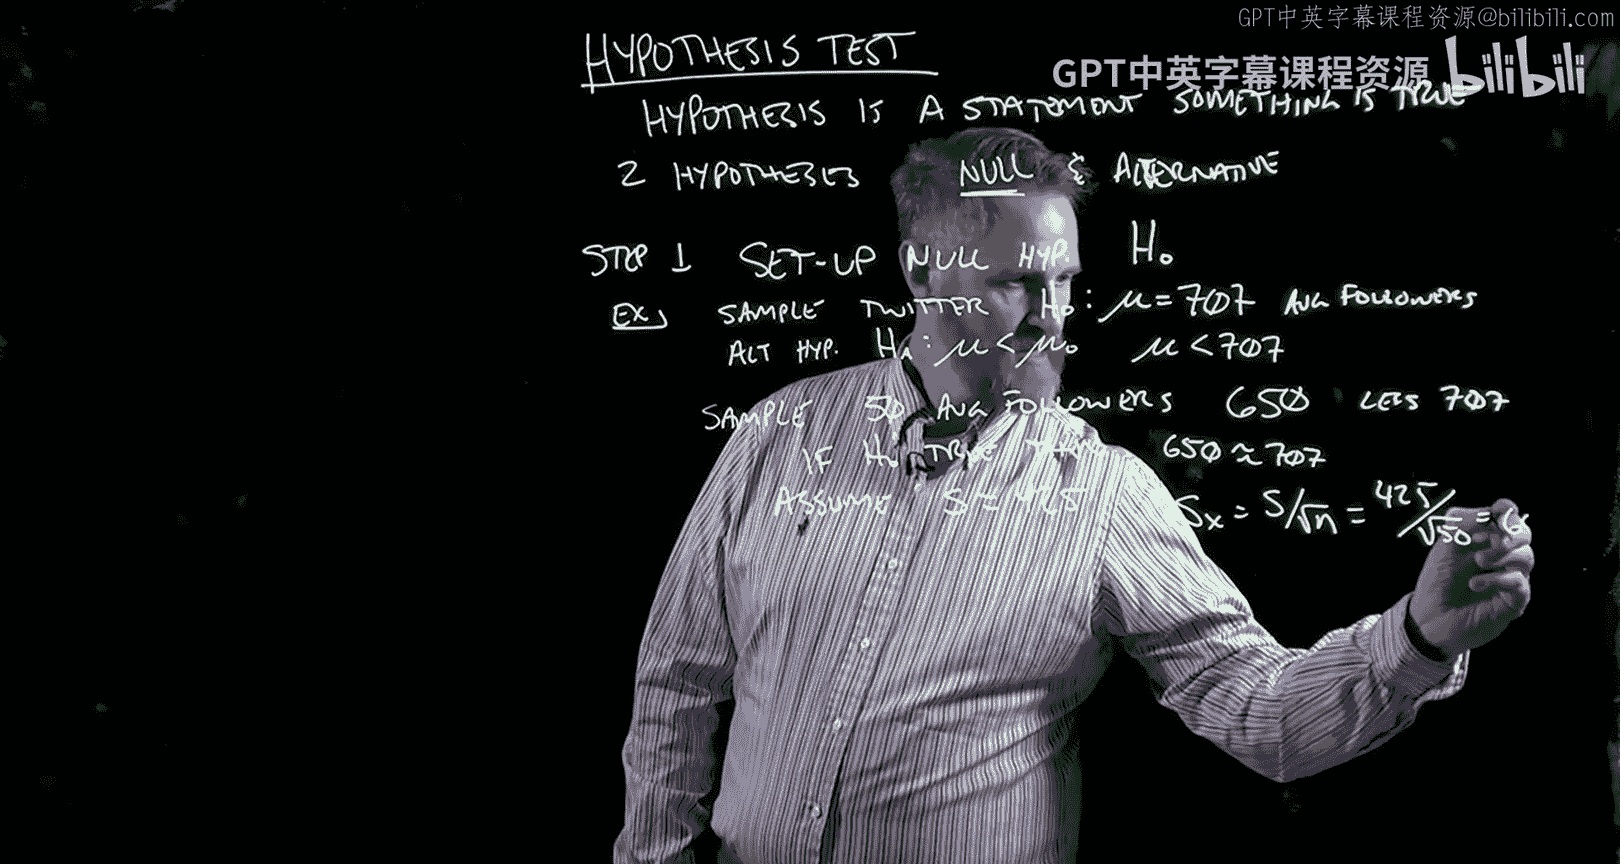 GPT中英字幕课程资源@bilibili.com
GPT中英字幕课程资源 bilibili
HYPOTHESIS TEST
HYPOTHESIS IS A STATEMENT SOMETHING IS TRUE
2 HYPOTHESES NULL & ALTERNATIVE
STEP 1 SET-UP NULL HYP. H₀
EX, SAMPLE TWITTER H₀: μ = 707 AVG FOLLOWERS
ALT HYP. Hₐ: μ < μ₀ μ < 707
SAMPLE 50 AVG FOLLOWERS 650 LESS 707
IF H₀ TRUE THEN 650 ≈ 707
ASSUME S = 425 Sₓ = S/√n = 425/√50 =